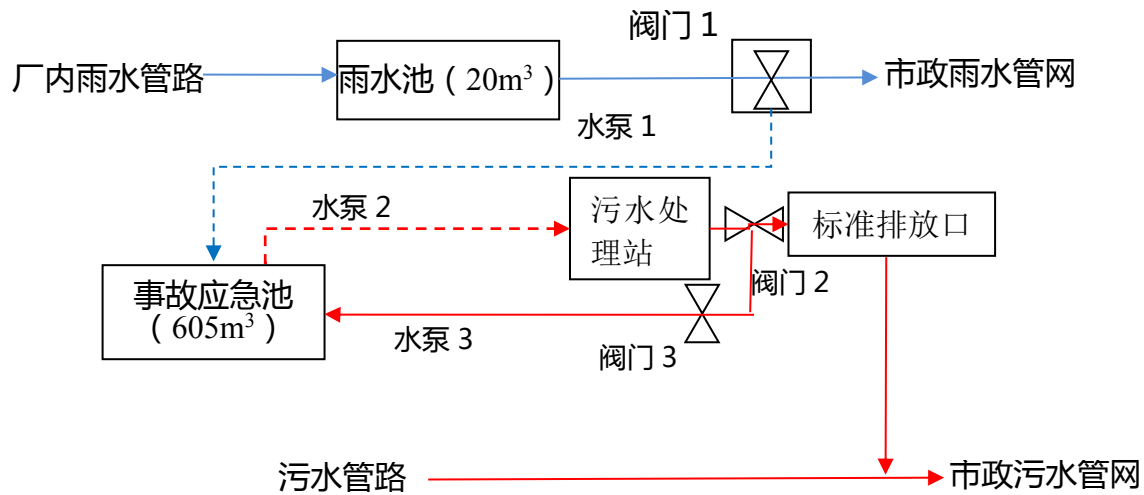 阀门 1
厂内雨水管路
雨水池（20m³）
市政雨水管网
水泵 1
水泵 2
污水处
理站
标准排放口
阀门 2
事故应急池
（605m³）
水泵 3
阀门 3
污水管路
市政污水管网